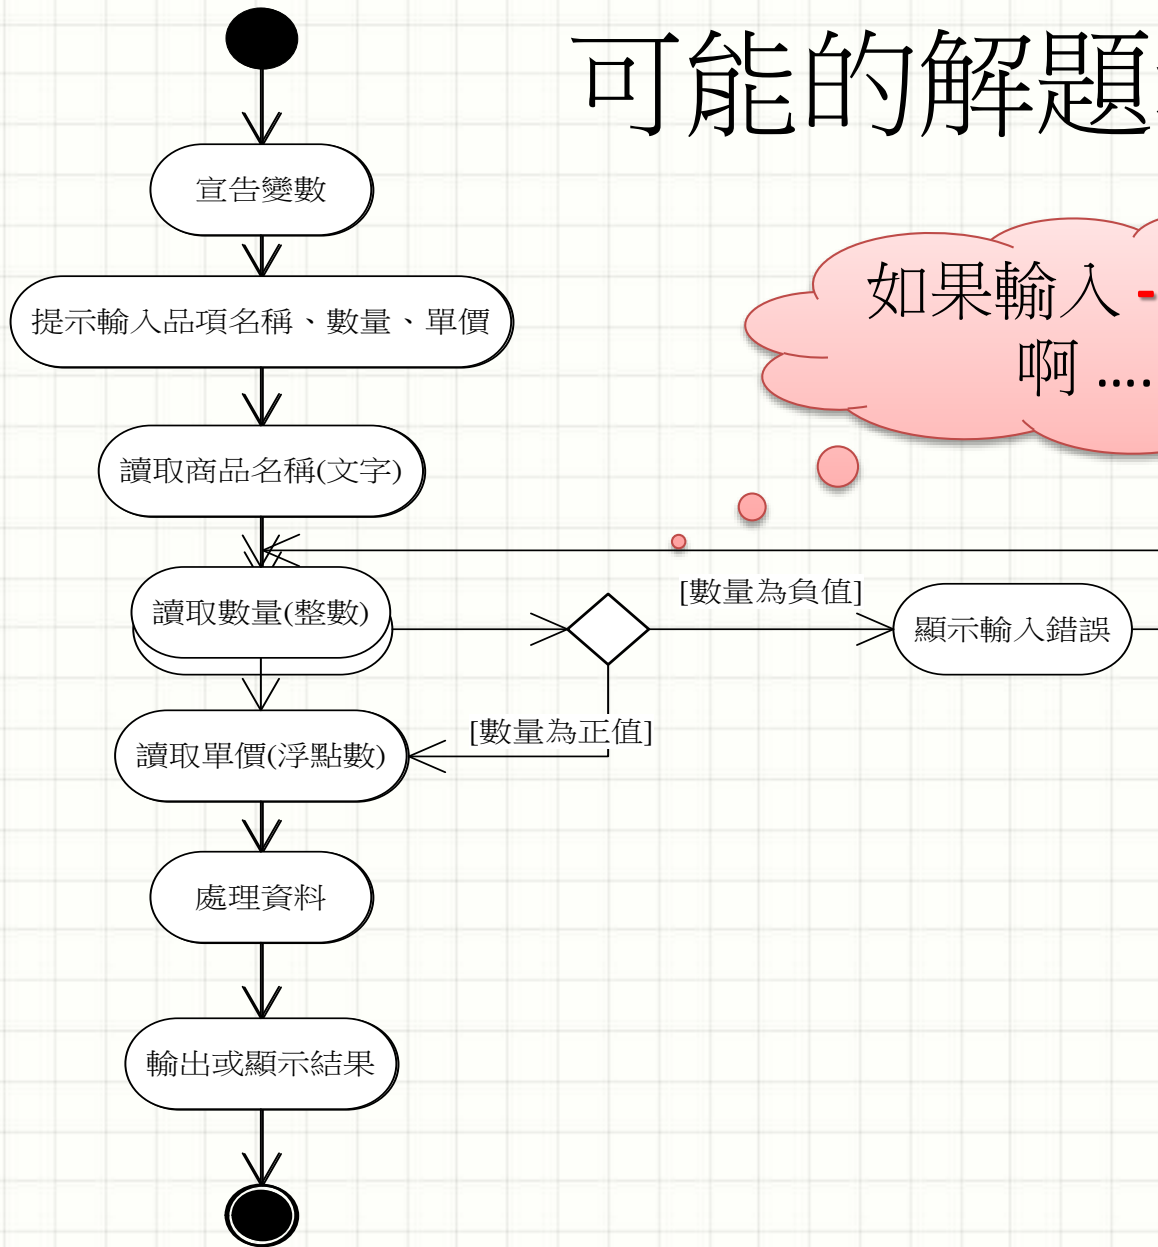 可能的解題
宣告變數
提示輸入品項名稱、數量、單價
如果輸入 -
啊 ....
讀取商品名稱(文字)
讀取數量(整數)
[數量為負值]
顯示輸入錯誤
[數量為正值]
讀取單價(浮點數)
處理資料
輸出或顯示結果